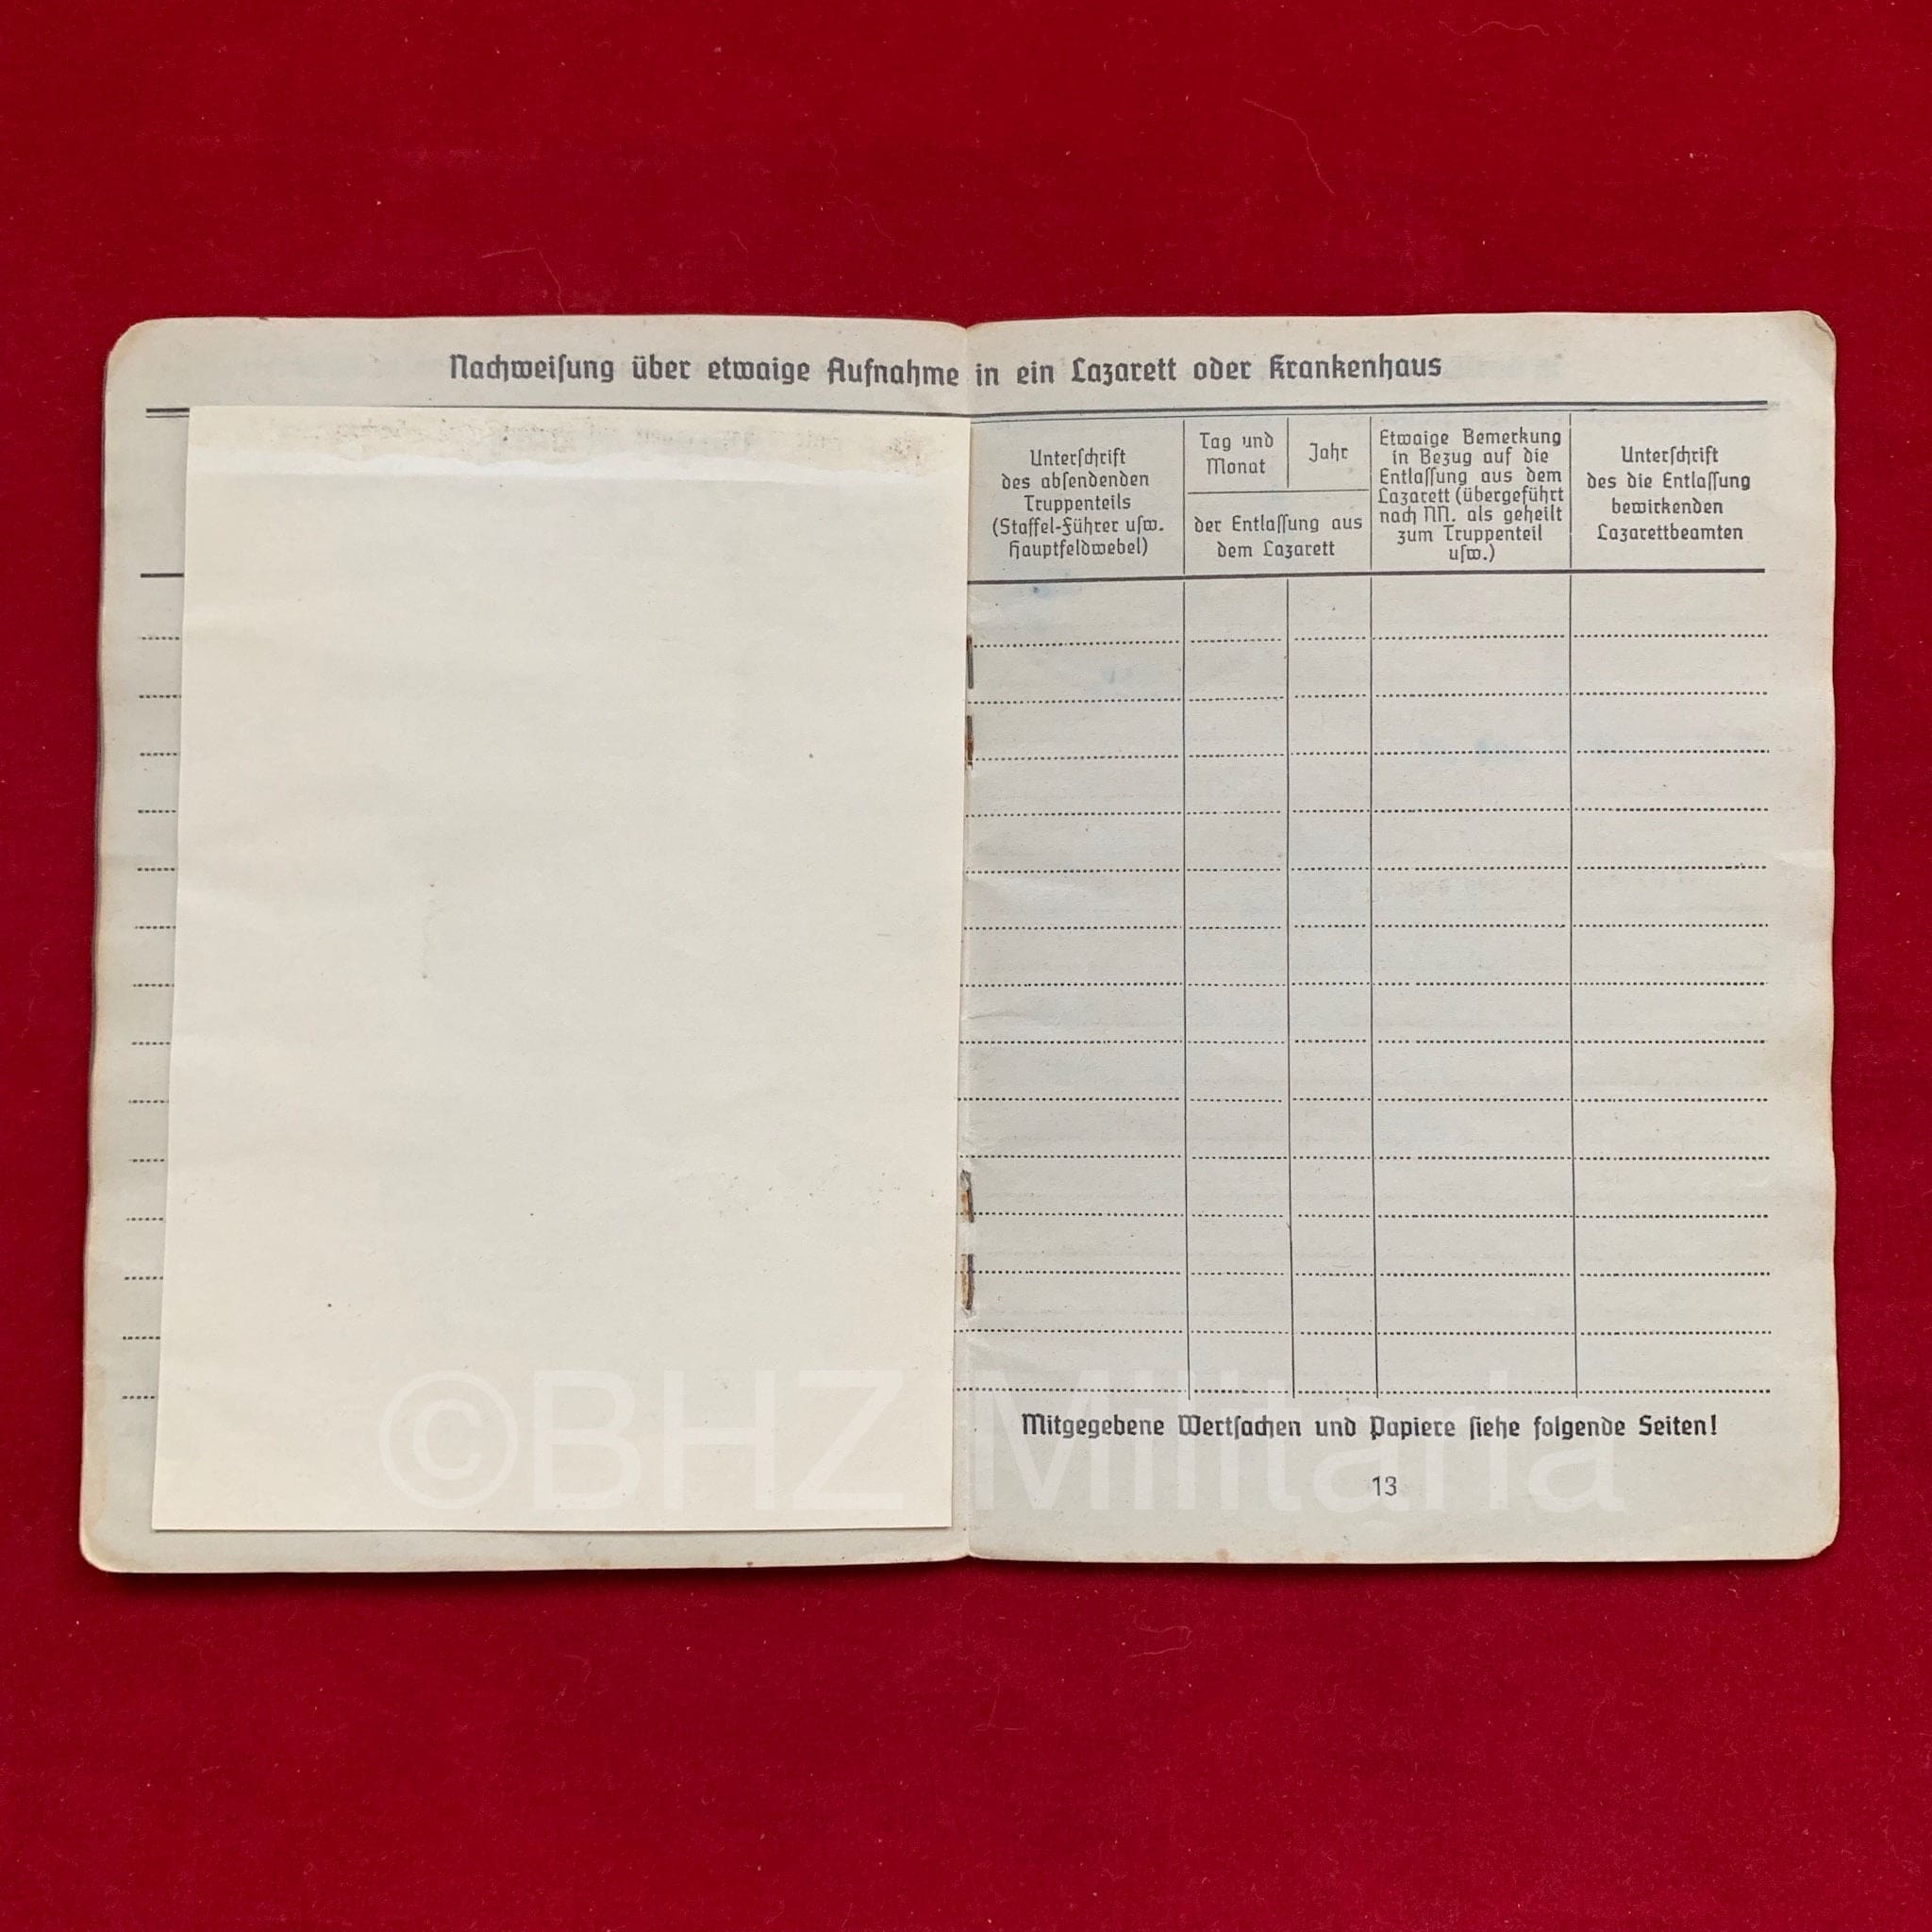 Nachweiſung über etwaige Aufnahme in ein Lazarett oder Krankenhaus
Unterſchrift
des abſendenden
Truppenteils
(Staffel-Führer uſw.
Hauptfeldwebel)
Tag und
Monat
Jahr
der Entlaſſung aus
dem Lazarett
Etwaige Bemerkung
in Bezug auf die
Entlaſſung aus dem
Lazarett (übergeführt
nach NN. als geheilt
zum Truppenteil
uſw.)
Unterſchrift
des die Entlaſſung
bewirkenden
Lazarettbeamten
Mitgegebene Wertſachen und Papiere ſiehe folgende Seiten!
13
©BHZ Militaria